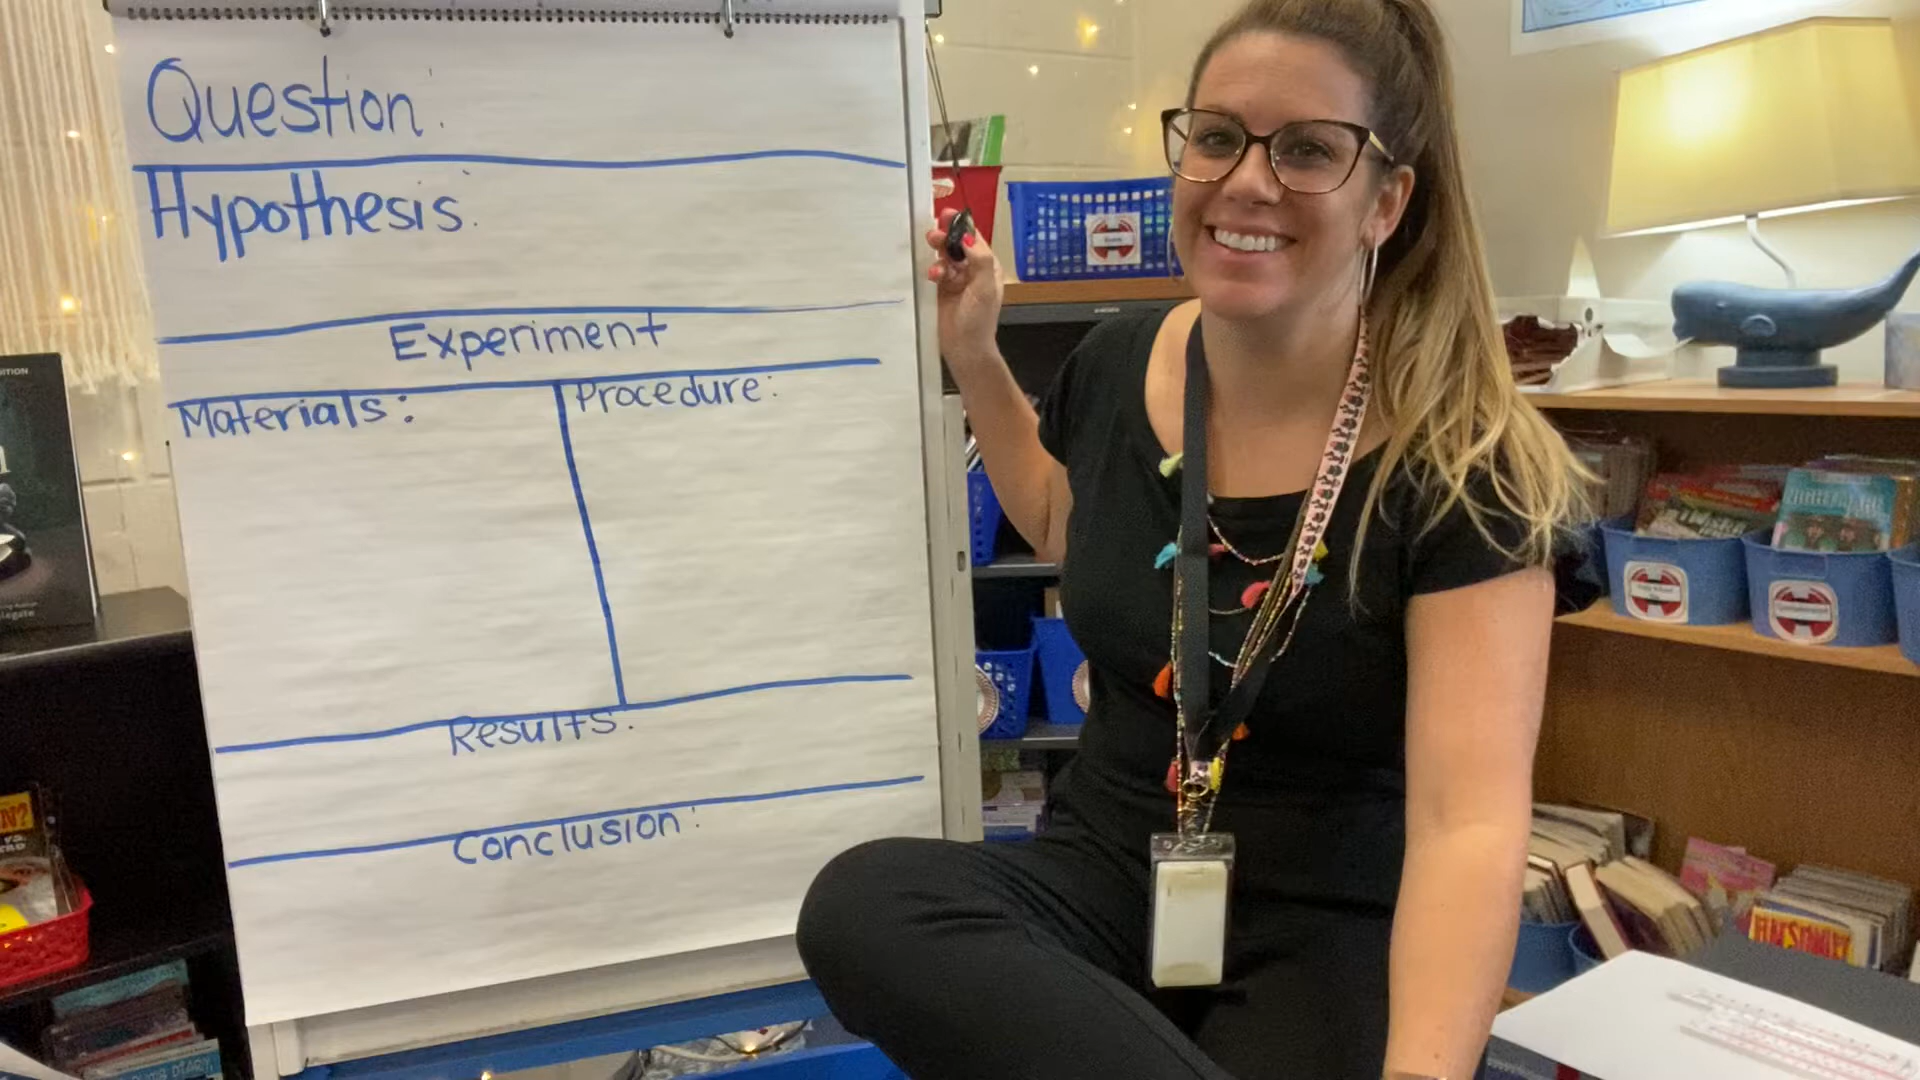 Question:
Hypothesis:
Experiment
Materials:
Procedure:
Results:
Conclusion: